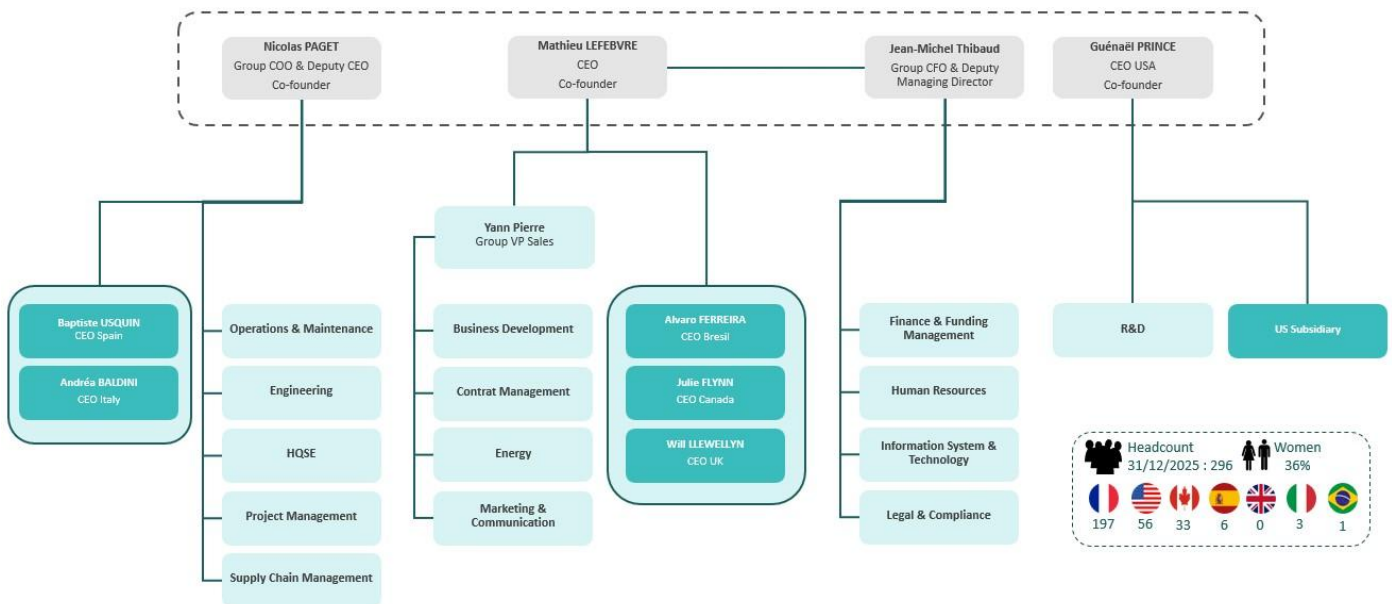 Nicolas PAGET
Group COO & Deputy CEO
Co-founder
Mathieu LEFEBVRE
CEO
Co-founder
Jean-Michel Thibaud
Group CFO & Deputy
Managing Director
Guénaël PRINCE
CEO USA
Co-founder
Yann Pierre
Group VP Sales
Baptiste USQUIN
CEO Spain
Andréa BALDINI
CEO Italy
Operations & Maintenance
Engineering
HQSE
Project Management
Supply Chain Management
Business Development
Contrat Management
Energy
Marketing &
Communication
Alvaro FERREIRA
CEO Bresil
Julie FLYNN
CEO Canada
Will LLEWELLYN
CEO UK
Finance & Funding
Management
Human Resources
Information System &
Technology
Legal & Compliance
R&D
US Subsidiary
Headcount
31/12/2025 : 296
Women
36%
197 56 33 6 0 3 1